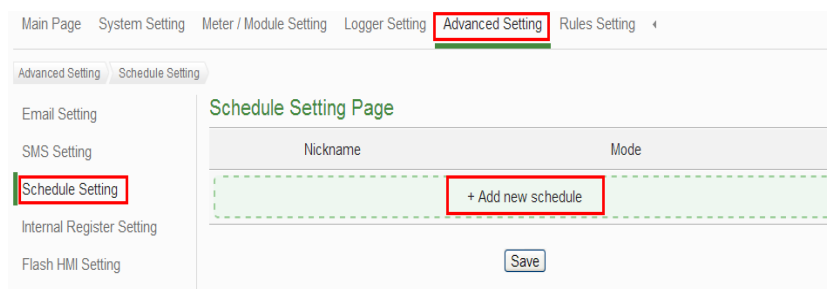 Main Page System Setting Meter / Module Setting Logger Setting Advanced Setting Rules Setting
Advanced Setting Schedule Setting
Email Setting
SMS Setting
Schedule Setting
Internal Register Setting
Flash HMI Setting
Schedule Setting Page
Nickname Mode
+ Add new schedule
Save